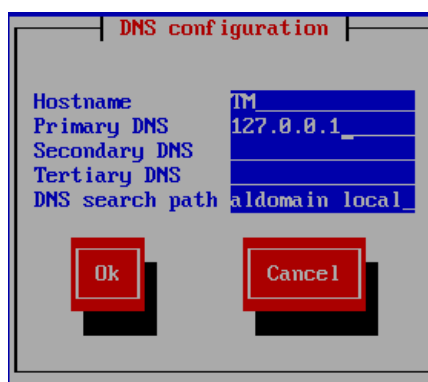 DNS configuration
Hostname TM
Primary DNS 127.0.0.1
Secondary DNS
Tertiary DNS
DNS search path aldomain local
Ok Cancel